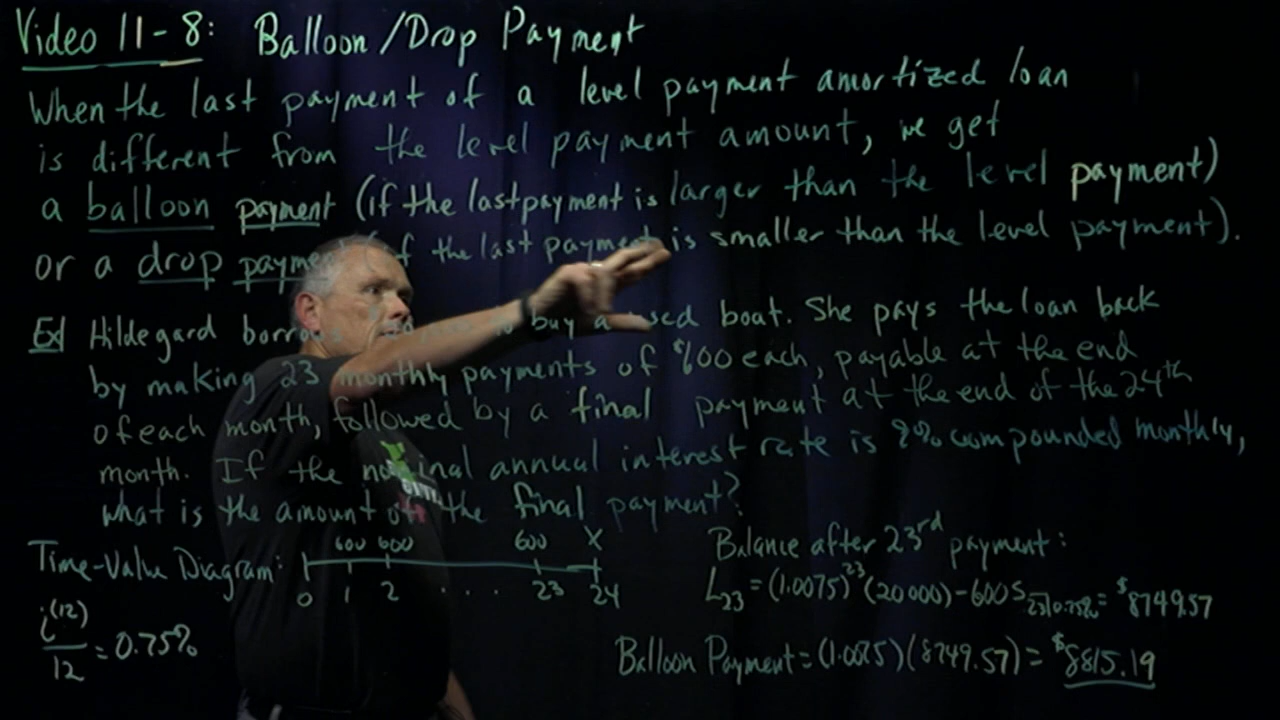 Video 11-8: Balloon/Drop Payment
When the last payment of a level payment amortized loan
is different from the level payment amount, we get
a balloon payment (if the last payment is larger than the level payment)
or a drop payme if the last payment is smaller than the level payment).
Ex Hildegard borrows to buy a used boat. She pays the loan back
by making 23 monthly payments of $600 each, payable at the end
of each month, followed by a final payment at the end of the 24th
month. If the nominal annual interest rate is 9% compounded monthly,
what is the amount of the final payment?
Time-Value Diagram:
600 600 600 X
0 1 2 . . . . 23 24
i^(12)/12 = 0.75%
Balance after 23rd payment:
L_23 = (1.0075)^23 (20000) - 600 s_23|0.75% = $8749.57
Balloon Payment = (1.0075)(8749.57) = $8815.19